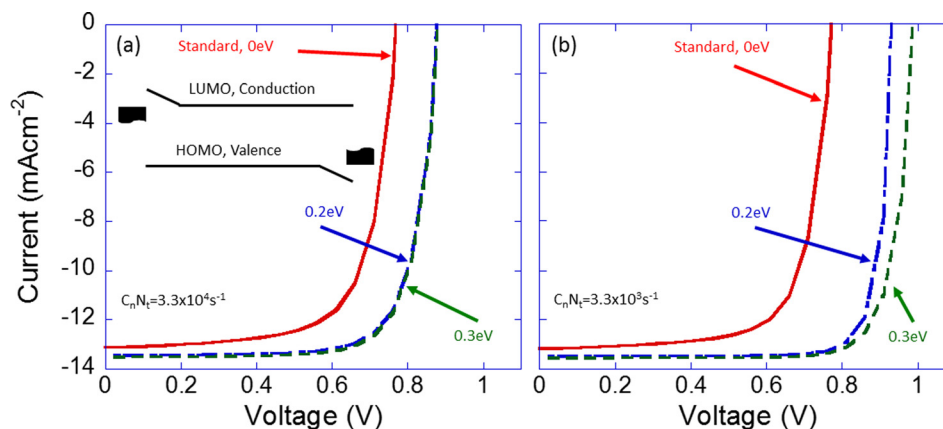 (a)
Standard, 0eV
LUMO, Conduction
HOMO, Valence
0.2eV
0.3eV
CnNt=3.3x10⁴s⁻¹
Current (mAcm⁻²)
0
-2
-4
-6
-8
-10
-12
-14
0
0.2
0.4
0.6
0.8
1
Voltage (V)
(b)
Standard, 0eV
0.2eV
0.3eV
CnNt=3.3x10³s⁻¹
0
0.2
0.4
0.6
0.8
1
Voltage (V)